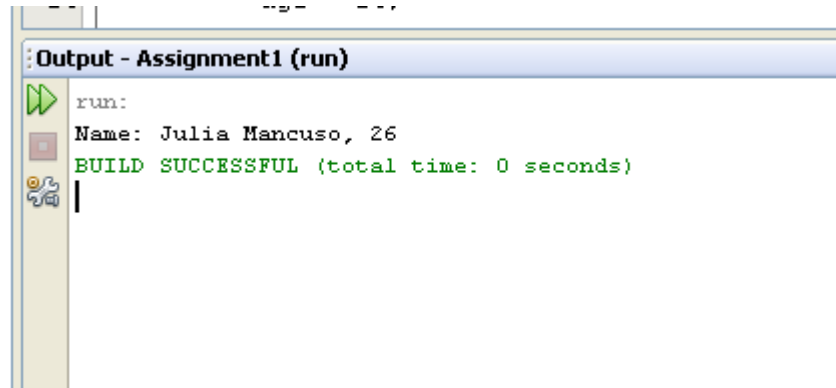 Output - Assignment1 (run)
run:
Name: Julia Mancuso, 26
BUILD SUCCESSFUL (total time: 0 seconds)